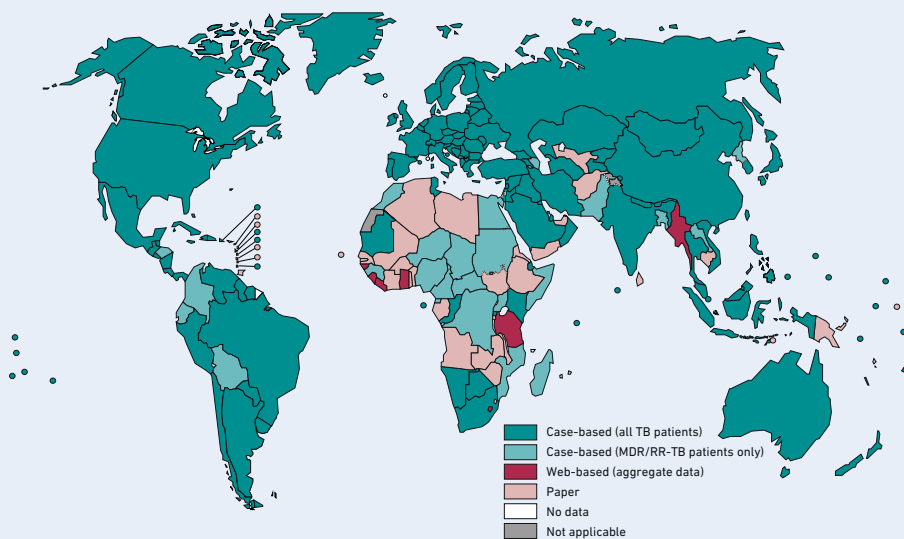 Case-based (all TB patients)
Case-based (MDR/RR-TB patients only)
Web-based (aggregate data)
Paper
No data
Not applicable